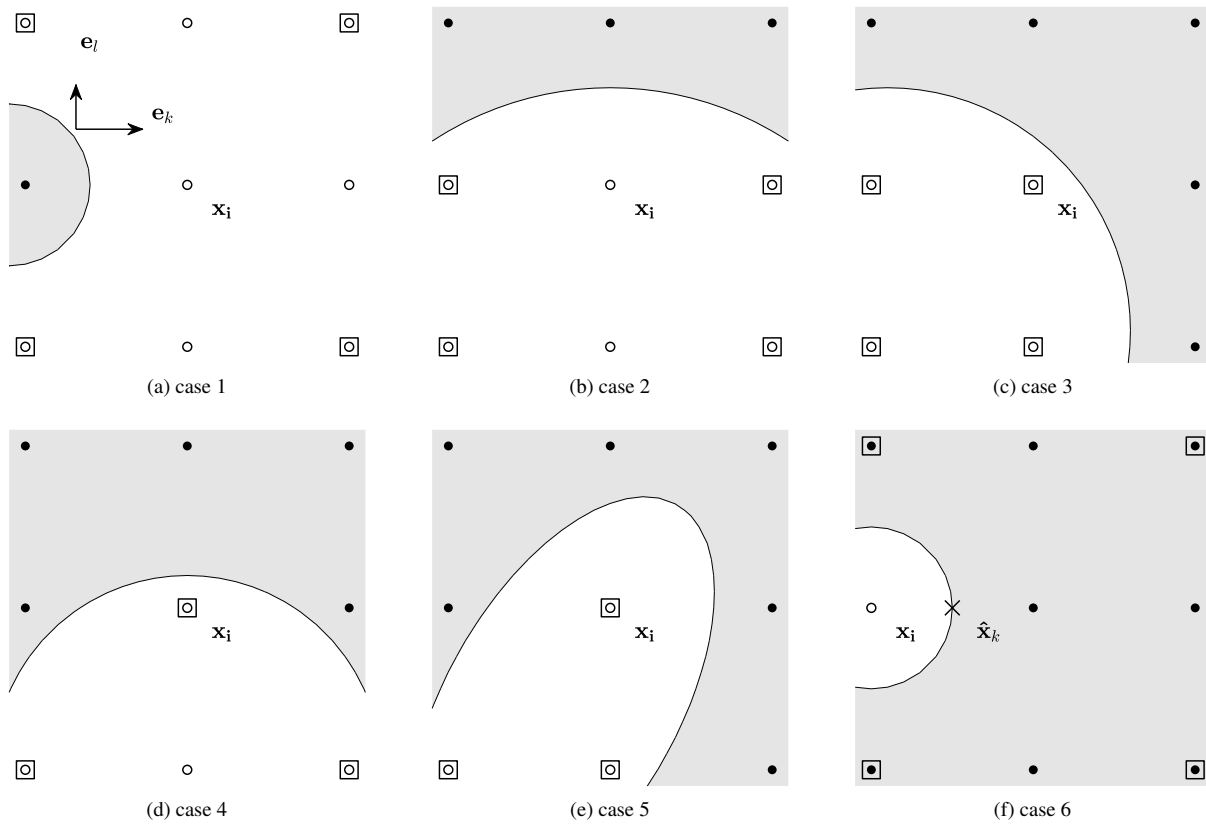 e_l
e_k
x_i
x_i
x_i
(a) case 1
(b) case 2
(c) case 3
x_i
x_i
x_i
x̂_k
(d) case 4
(e) case 5
(f) case 6